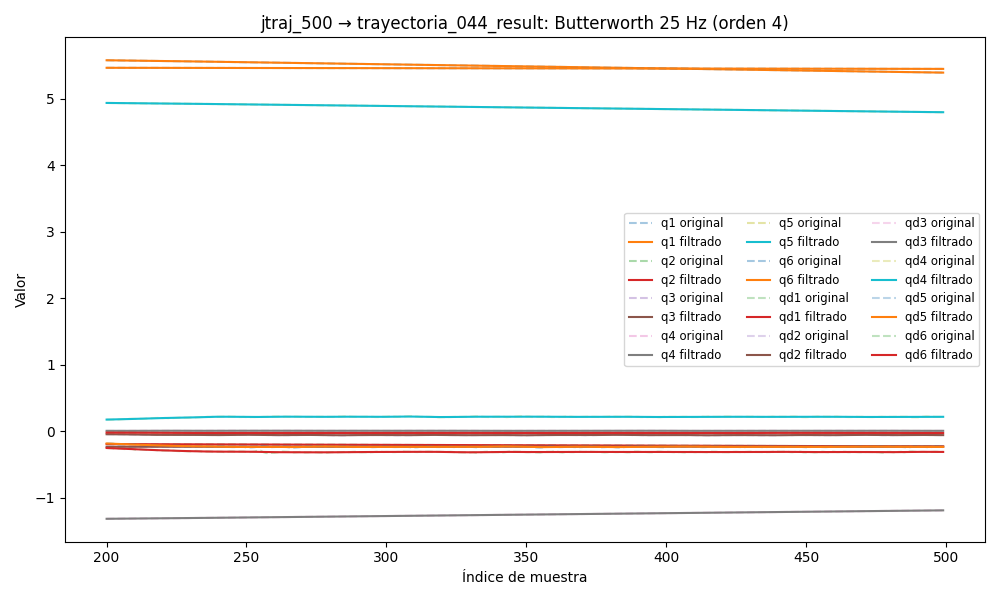 jtraj_500 → trayectoria_044_result: Butterworth 25 Hz (orden 4)
Valor
5
4
3
2
1
0
−1
q1 original
q1 filtrado
q2 original
q2 filtrado
q3 original
q3 filtrado
q4 original
q4 filtrado
q5 original
q5 filtrado
q6 original
q6 filtrado
qd1 original
qd1 filtrado
qd2 original
qd2 filtrado
qd3 original
qd3 filtrado
qd4 original
qd4 filtrado
qd5 original
qd5 filtrado
qd6 original
qd6 filtrado
200 250 300 350 400 450 500
Índice de muestra